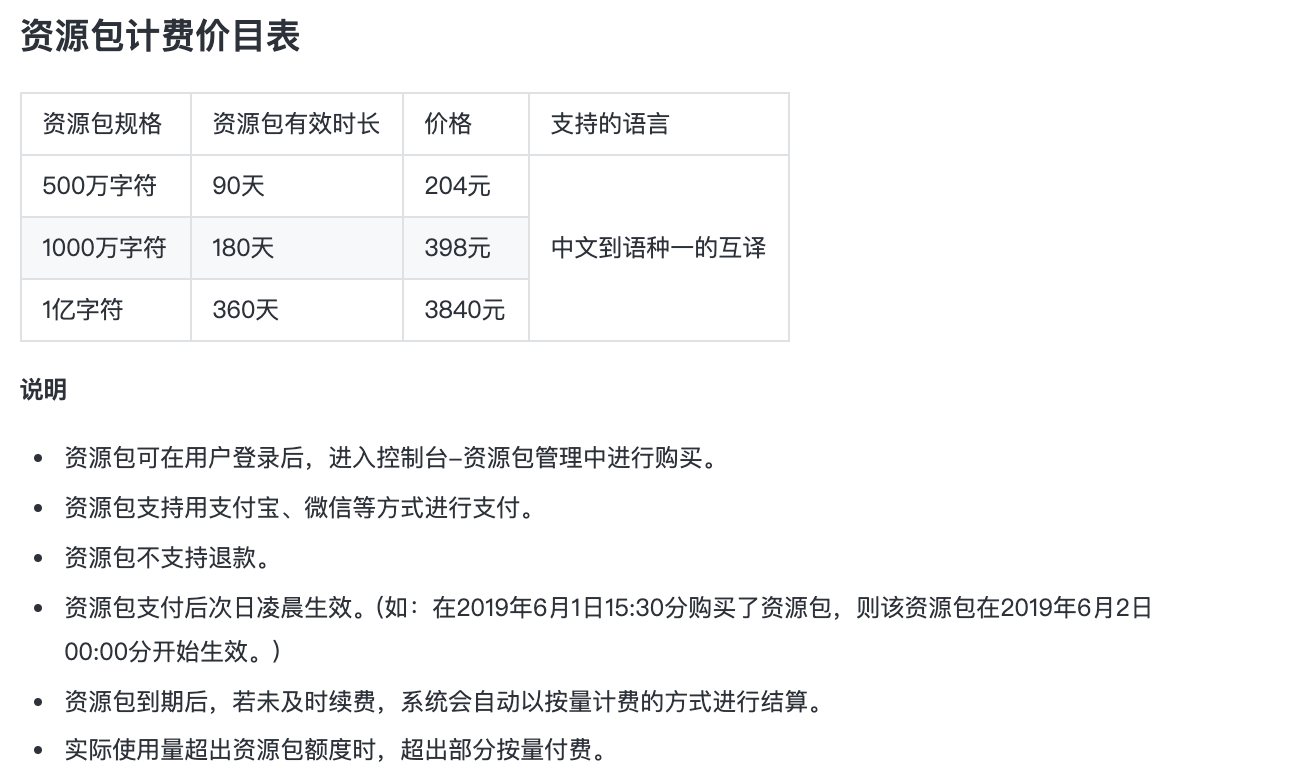 资源包计费价目表
资源包规格 资源包有效时长 价格 支持的语言
500万字符 90天 204元
1000万字符 180天 398元 中文到语种一的互译
1亿字符 360天 3840元
说明
• 资源包可在用户登录后，进入控制台–资源包管理中进行购买。
• 资源包支持用支付宝、微信等方式进行支付。
• 资源包不支持退款。
• 资源包支付后次日凌晨生效。（如：在2019年6月1日15:30分购买了资源包，则该资源包在2019年6月2日
00:00分开始生效。）
• 资源包到期后，若未及时续费，系统会自动以按量计费的方式进行结算。
• 实际使用量超出资源包额度时，超出部分按量付费。